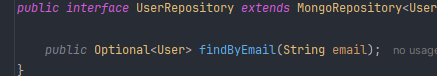 public interface UserRepository extends MongoRepository<User
public Optional<User> findByEmail(String email); no usage
}